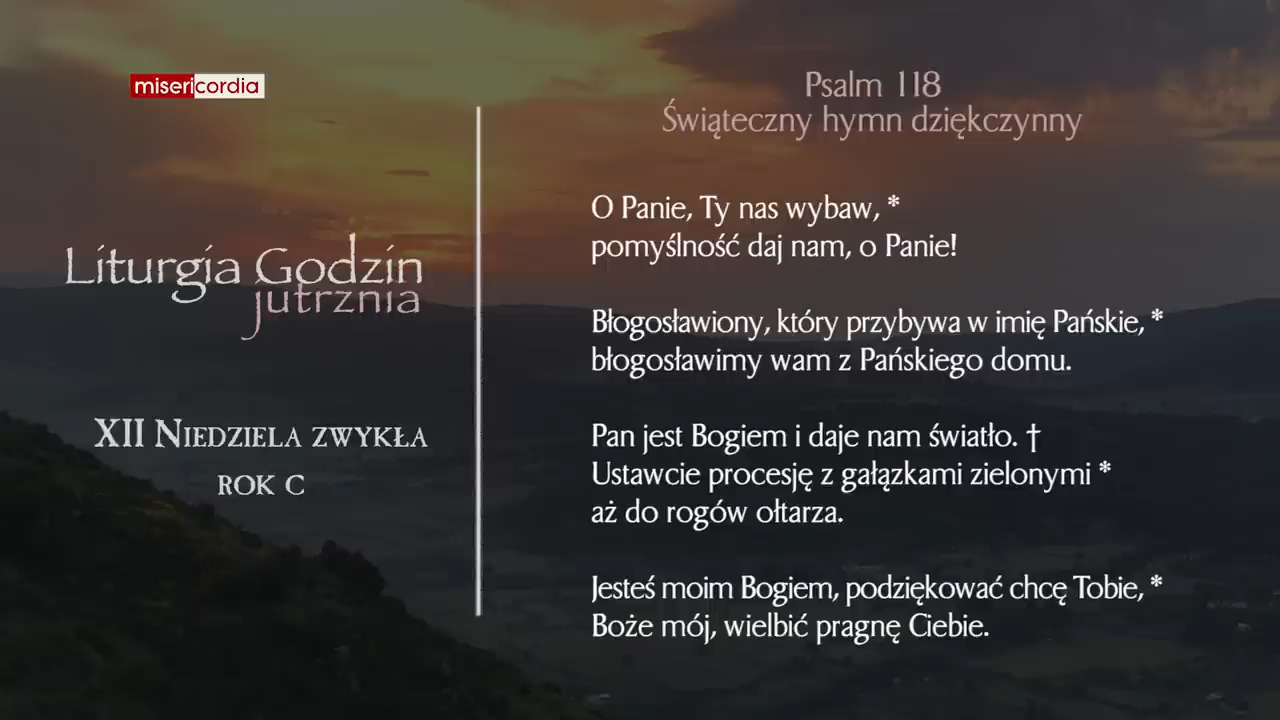 misericordia
Liturgia Godzin
jutrznia
XII Niedziela zwykła
rok C
Psalm 118
Świąteczny hymn dziękczynny
O Panie, Ty nas wybaw, *
pomyślność daj nam, o Panie!
Błogosławiony, który przybywa w imię Pańskie, *
błogosławimy wam z Pańskiego domu.
Pan jest Bogiem i daje nam światło. †
Ustawcie procesję z gałązkami zielonymi *
aż do rogów ołtarza.
Jesteś moim Bogiem, podziękować chcę Tobie, *
Boże mój, wielbić pragnę Ciebie.